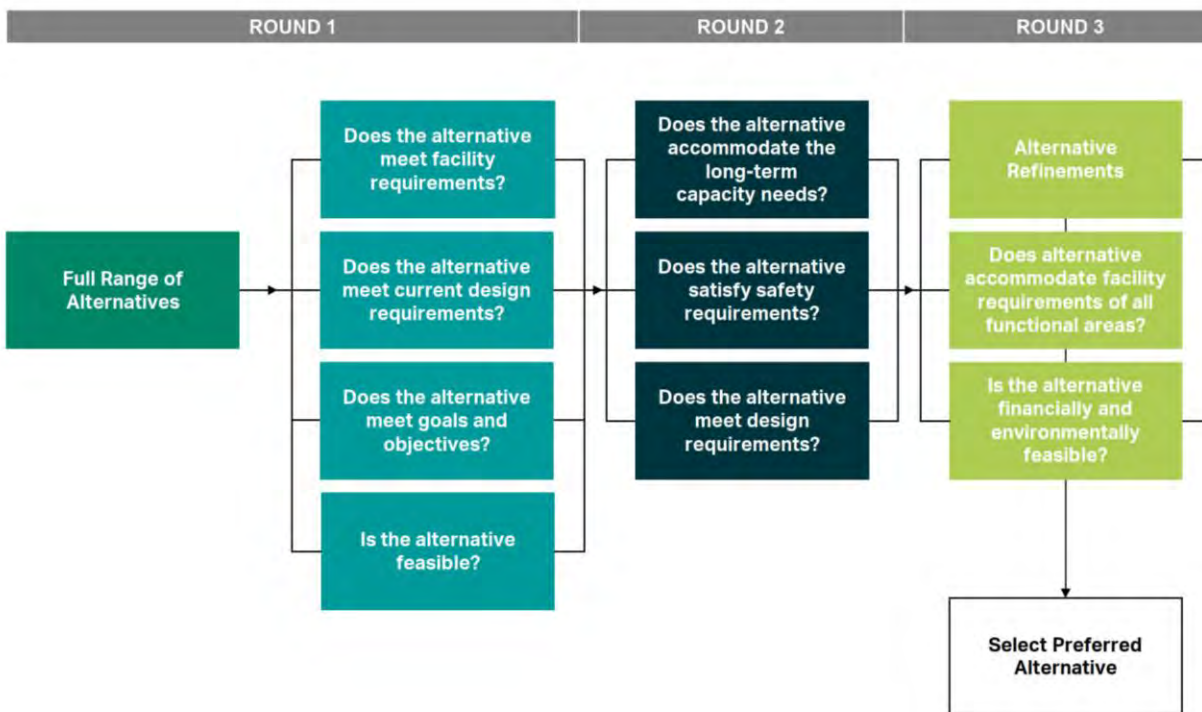 ROUND 1
ROUND 2
ROUND 3
Full Range of
Alternatives
Does the alternative
meet facility
requirements?
Does the alternative
meet current design
requirements?
Does the alternative
meet goals and
objectives?
Is the alternative
feasible?
Does the alternative
accommodate the
long-term
capacity needs?
Does the alternative
satisfy safety
requirements?
Does the alternative
meet design
requirements?
Alternative
Refinements
Does alternative
accommodate facility
requirements of all
functional areas?
Is the alternative
financially and
environmentally
feasible?
Select Preferred
Alternative